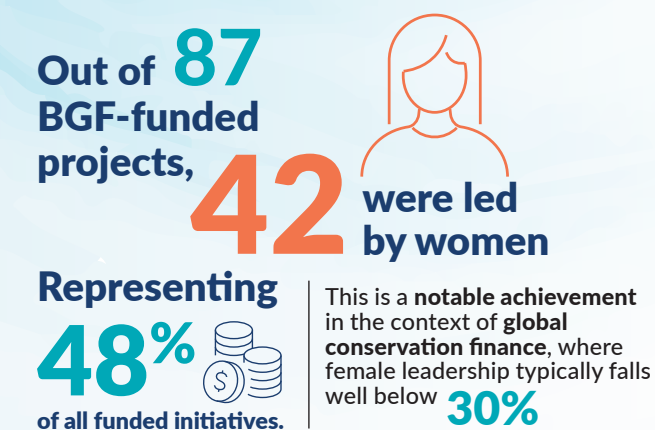 Out of 87
BGF-funded
projects,
42
were led
by women
Representing
48%
$
of all funded initiatives.
This is a notable achievement
in the context of global
conservation finance, where
female leadership typically falls
well below 30%